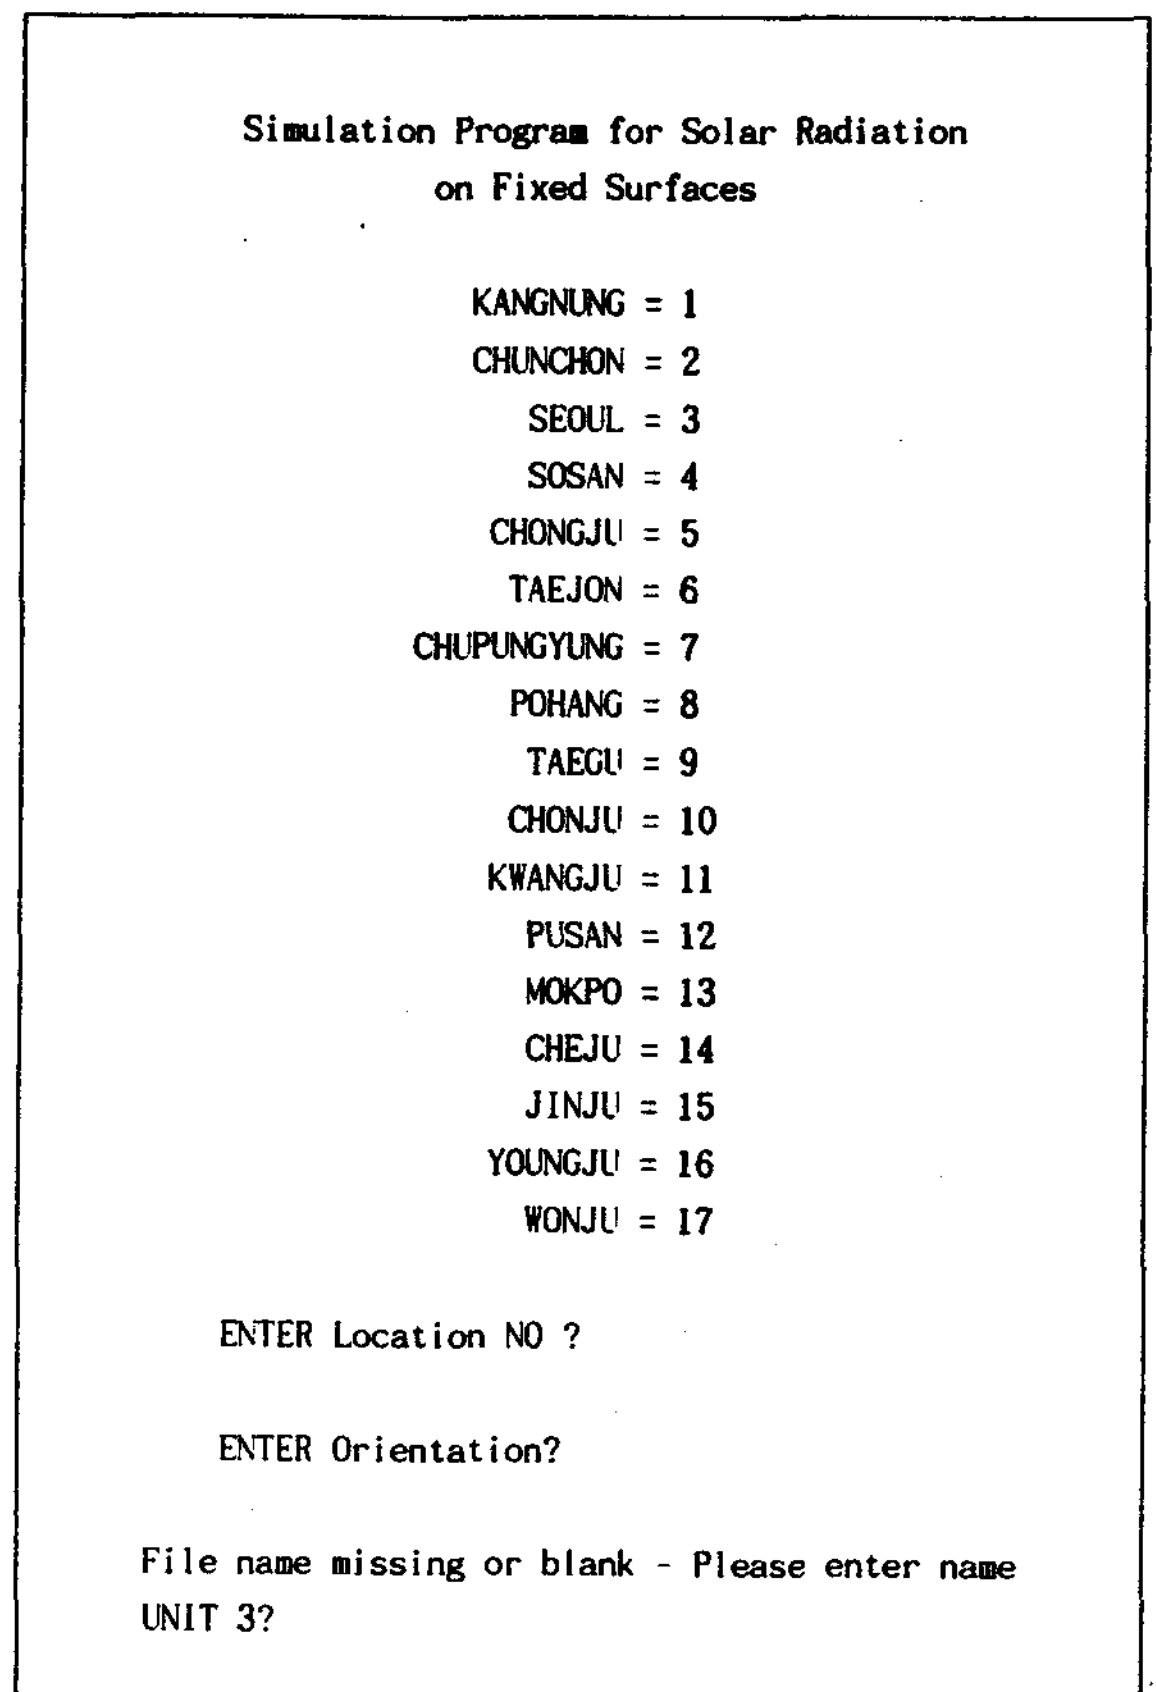 Simulation Program for Solar Radiation
on Fixed Surfaces
KANGNUNG = 1
CHUNCHON = 2
SEOUL = 3
SOSAN = 4
CHONGJU = 5
TAEJON = 6
CHUPUNGYUNG = 7
POHANG = 8
TAEGU = 9
CHONJU = 10
KWANGJU = 11
PUSAN = 12
MOKPO = 13
CHEJU = 14
JINJU = 15
YOUNGJU = 16
WONJU = 17
ENTER Location NO ?
ENTER Orientation?
File name missing or blank - Please enter name
UNIT 3?